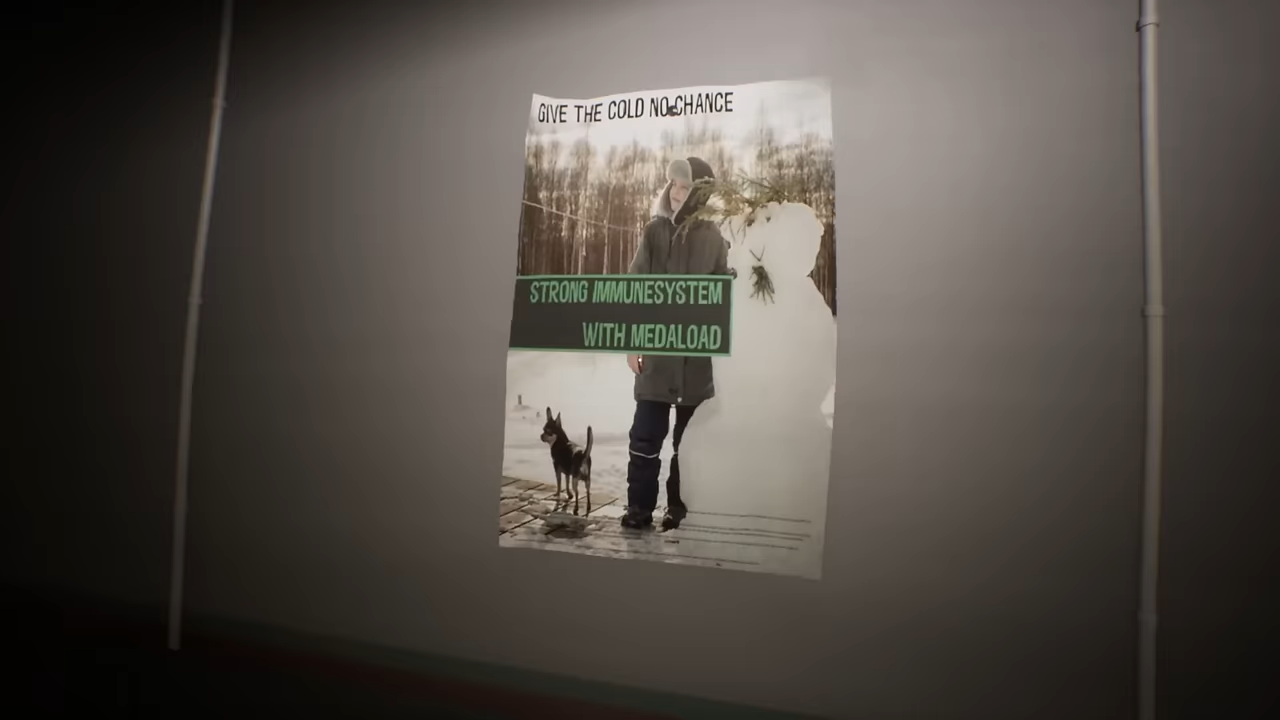 GIVE THE COLD NO CHANCE
STRONG IMMUNESYSTEM
WITH MEDALOAD